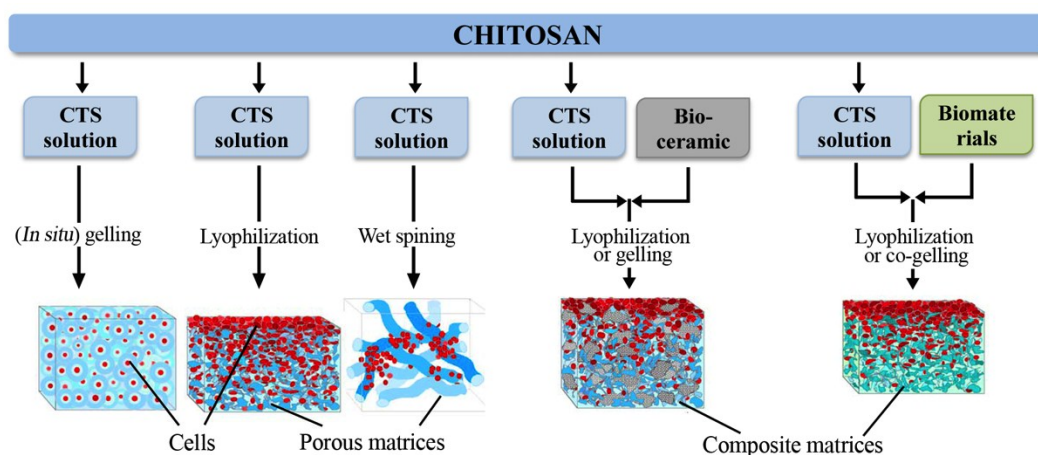 CHITOSAN
CTS
solution
CTS
solution
CTS
solution
CTS
solution
Bio-
ceramic
CTS
solution
Biomate
rials
(In situ) gelling
Lyophilization
Wet spining
Lyophilization
or gelling
Lyophilization
or co-gelling
Cells
Porous matrices
Composite matrices